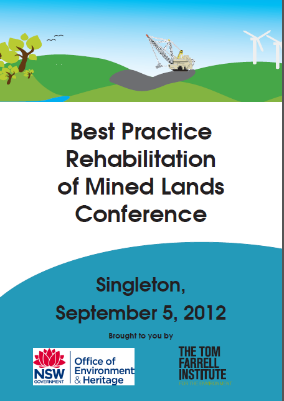 Best Practice
Rehabilitation
of Mined Lands
Conference
Singleton,
September 5, 2012
Brought to you by
NSW
GOVERNMENT
Office of
Environment
& Heritage
THE TOM
FARRELL
INSTITUTE